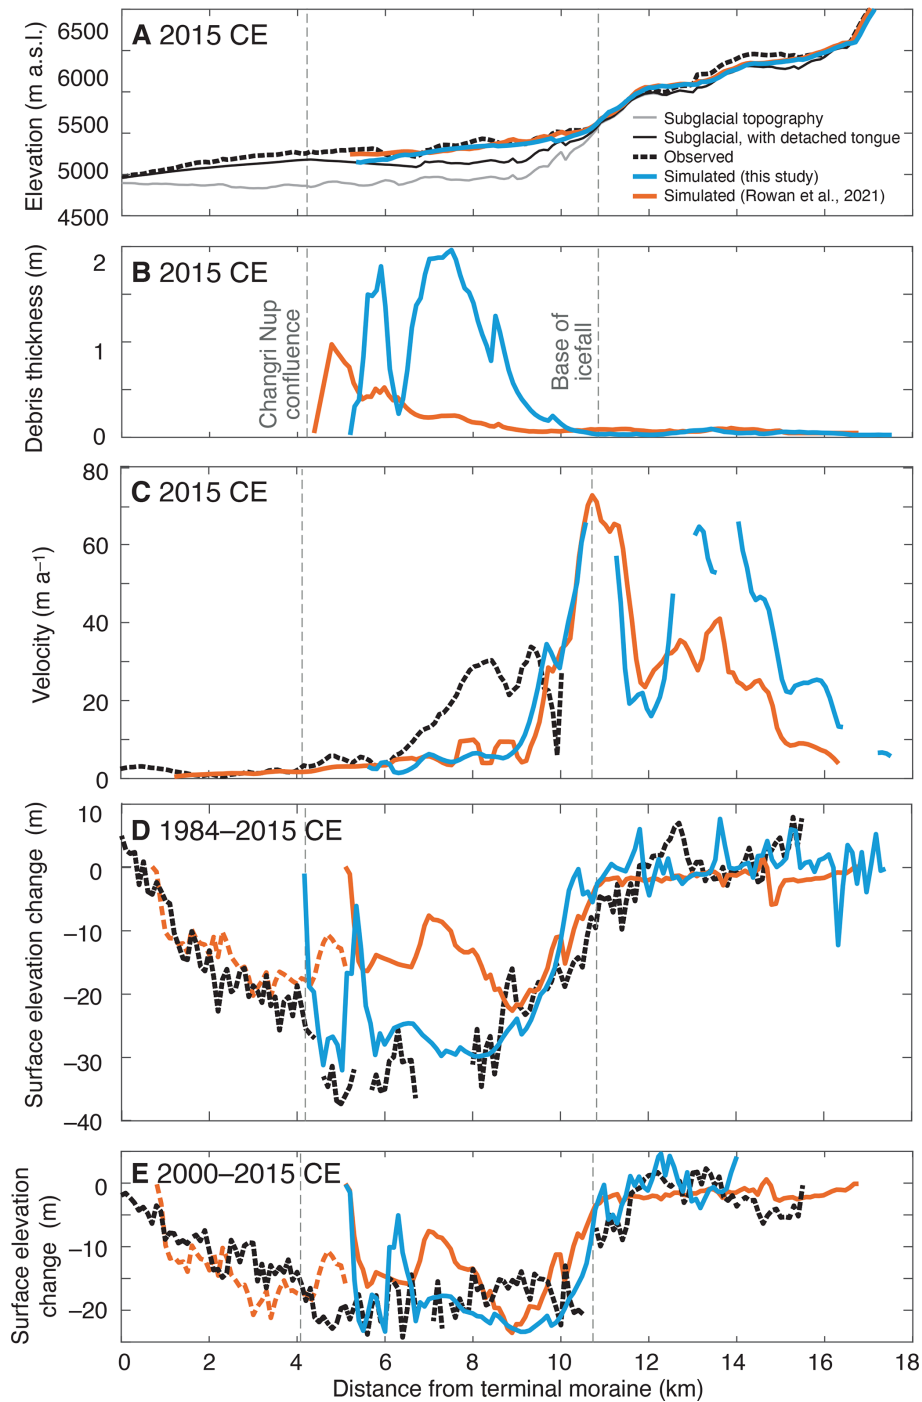 A 2015 CE
Elevation (m a.s.l.)
6500
6000
5500
5000
4500
Subglacial topography
Subglacial, with detached tongue
Observed
Simulated (this study)
Simulated (Rowan et al., 2021)
B 2015 CE
Debris thickness (m)
2
1
0
Changri Nup
confluence
Base of
icefall
C 2015 CE
Velocity (m a⁻¹)
80
60
40
20
0
D 1984–2015 CE
Surface elevation change (m)
10
0
−10
−20
−30
−40
E 2000–2015 CE
Surface elevation
change (m)
0
−10
−20
0 2 4 6 8 10 12 14 16 18
Distance from terminal moraine (km)